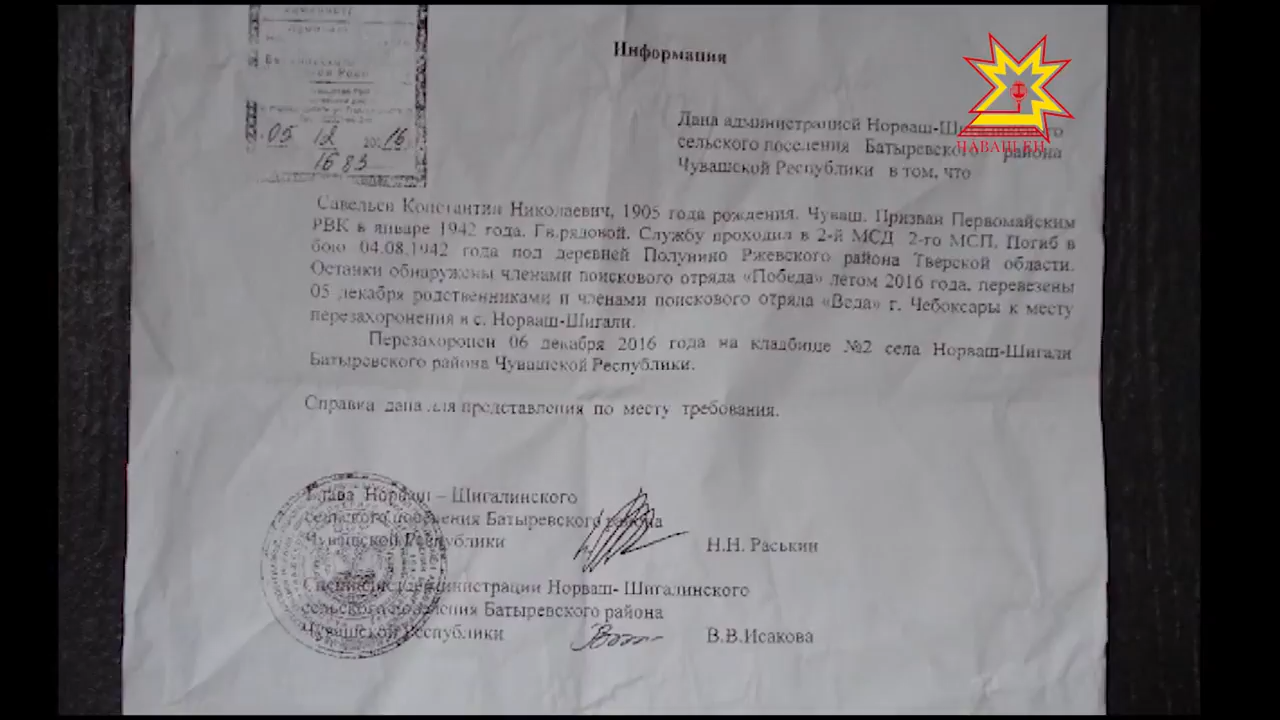 Информация
Дана администрацией Норваш-Шигалинского
сельского поселения Батыревского района
Чувашской Республики в том, что
05 12 2016
1683
Савельев Константин Николаевич, 1905 года рождения. Чуваш. Призван Первомайским
РВК в январе 1942 года. Гв.рядовой. Службу проходил в 2-й МСД 2-го МСП. Погиб в
бою 04.08.1942 года под деревней Полунино Ржевского района Тверской области.
Останки обнаружены членами поискового отряда «Победа» летом 2016 года, перевезены
05 декабря родственниками и членами поискового отряда «Веда» г. Чебоксары к месту
перезахоронения в с. Норваш-Шигали.
Перезахоронен 06 декабря 2016 года на кладбище №2 села Норваш-Шигали
Батыревского района Чувашской Республики.
Справка дана для представления по месту требования.
Глава Норваш – Шигалинского
сельского поселения Батыревского района
Чувашской Республики Н.Н. Раськин
Специалист администрации Норваш- Шигалинского
сельского поселения Батыревского района
Чувашской Республики В.В.Исакова
ЧӐВАШ ЕН